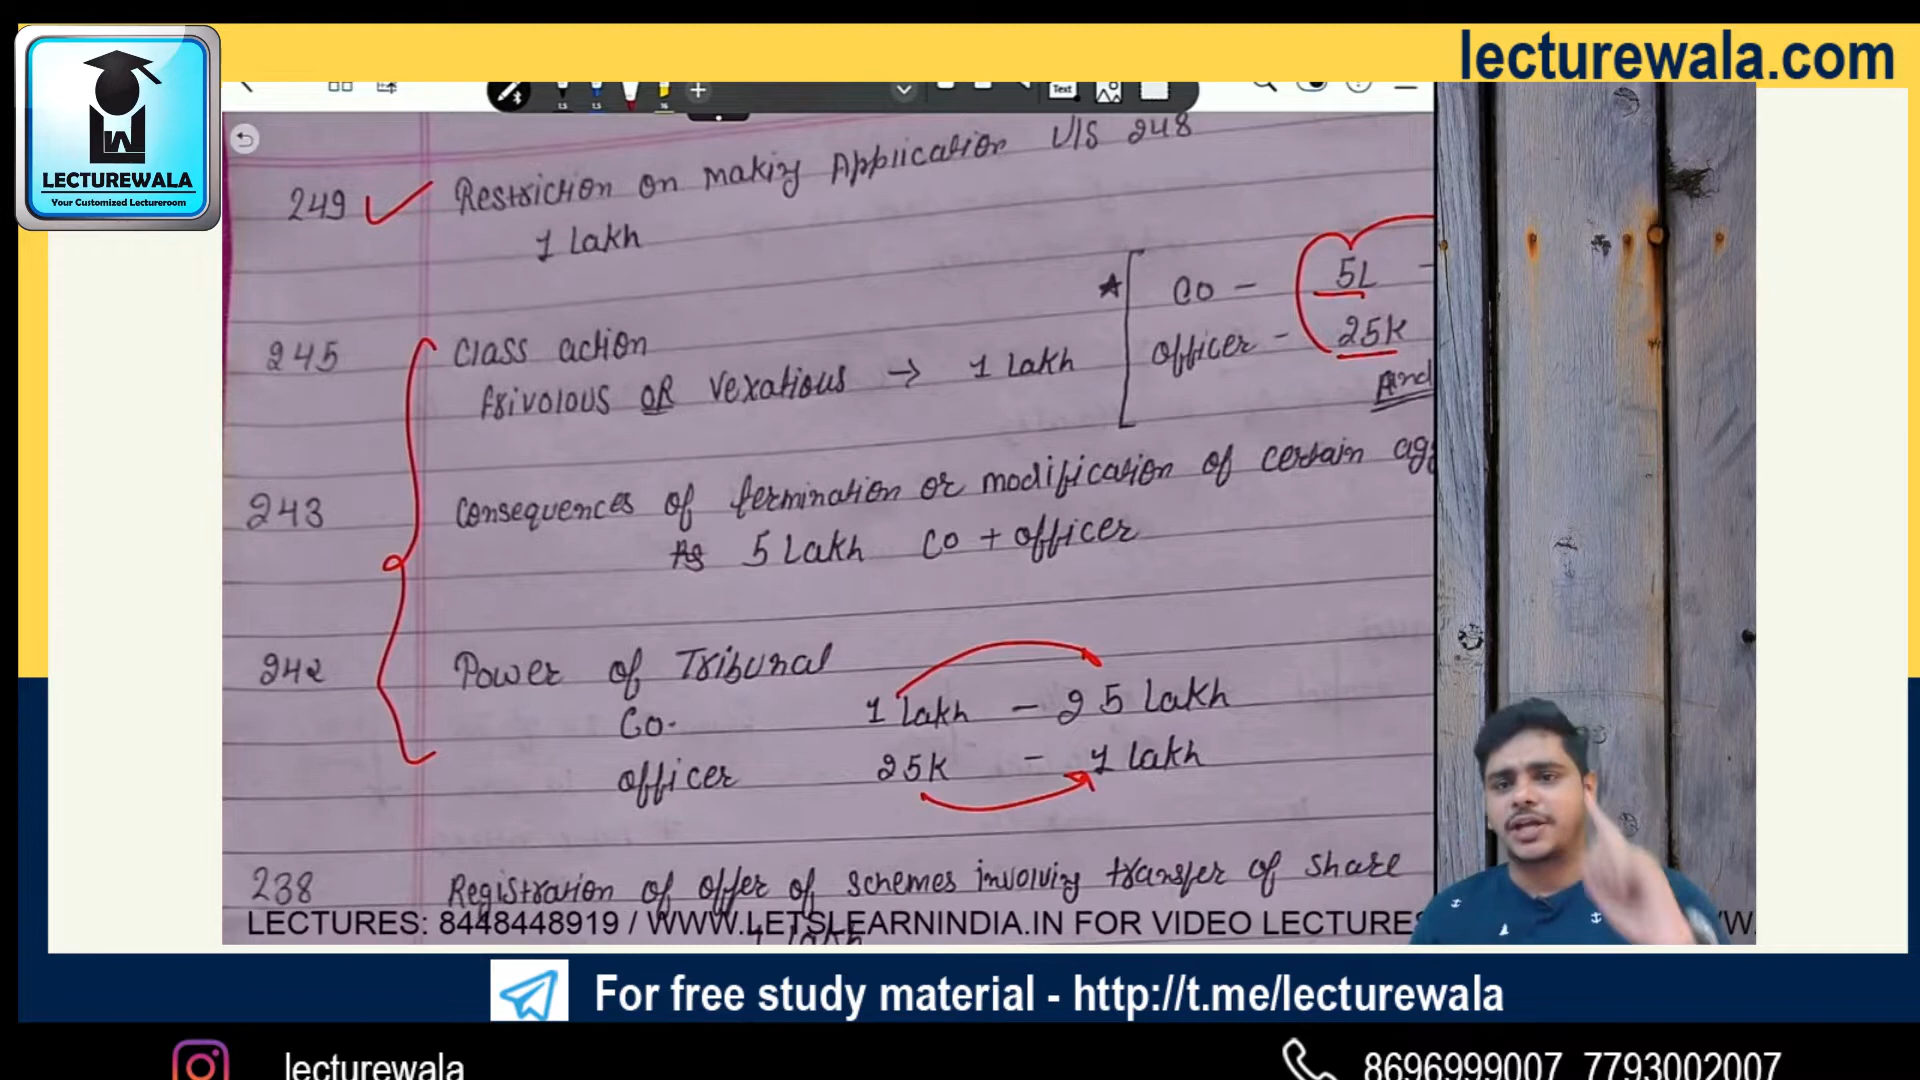 lecturewala.com
LW
LECTUREWALA
Your Customized Lectureroom
Text
249 Restriction on making Application U/S 248
1 Lakh
★ Co - 5L -
officer - 25K
And
245 Class action
frivolous OR vexatious → 1 Lakh
243 Consequences of termination or modification of certain
5 Lakh Co + officer
242 Power of Tribunal
Co. 1 lakh - 25 lakh
officer 25K - 1 lakh
238 Registration of offer of schemes involving transfer of share
LECTURES: 8448448919 / WWW.LETSLEARNINDIA.IN FOR VIDEO LECTURES
For free study material - http://t.me/lecturewala
lecturewala
8696999007 7793002007